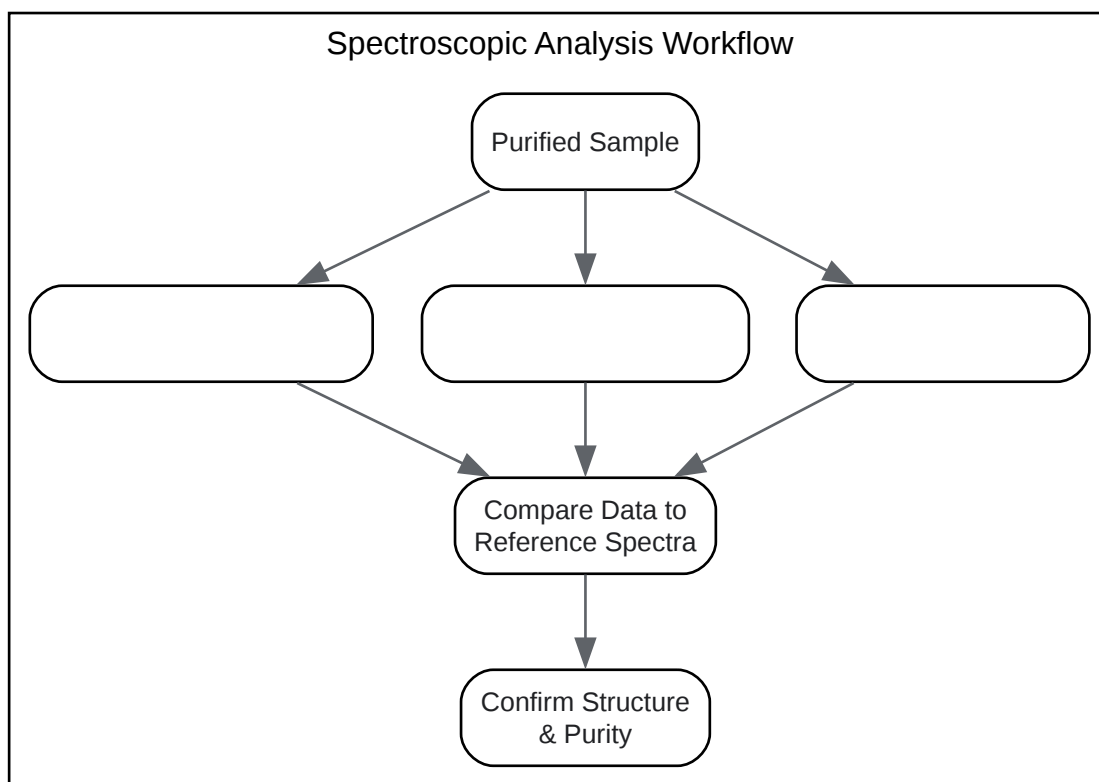 Spectroscopic Analysis Workflow
Purified Sample
Compare Data to
Reference Spectra
Confirm Structure
& Purity